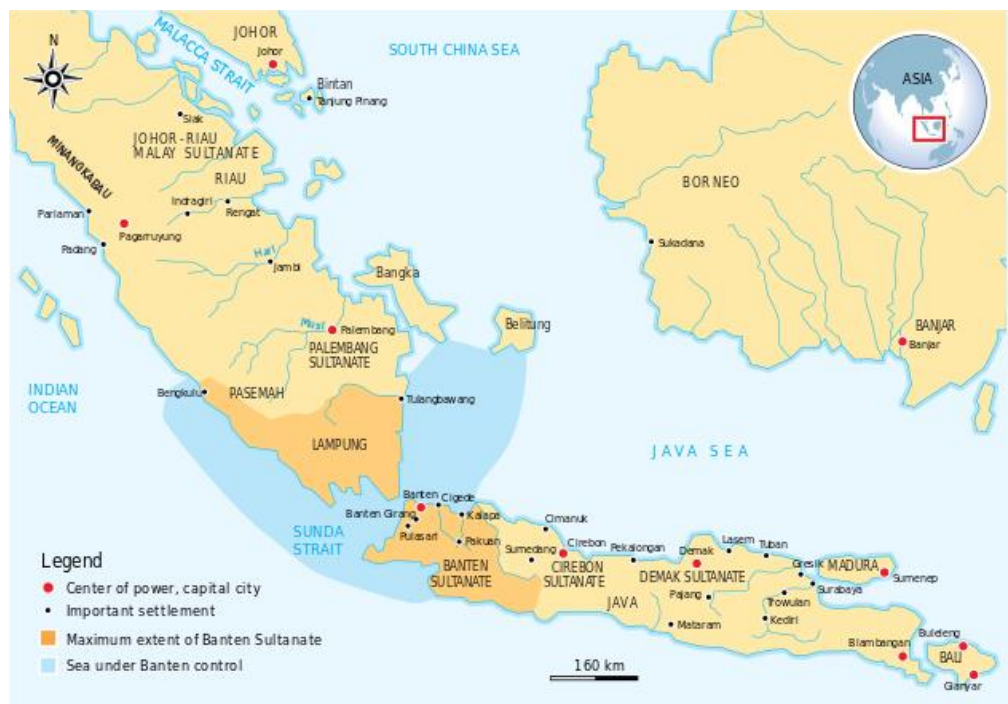 N
JOHOR
Johor
MALACCA STRAIT
SOUTH CHINA SEA
ASIA
Bintan
Tanjung Pinang
Siak
JOHOR-RIAU
MALAY SULTANATE
MINANGKABAU
RIAU
Indragiri
Rengat
Pariaman
Pagarruyung
Padang
Hari
Jambi
BORNEO
Sukadana
Bangka
Belitung
Musi
Palembang
PALEMBANG
SULTANATE
BANJAR
Banjar
INDIAN
OCEAN
Bengkulu
PASEMAH
Tulangbawang
LAMPUNG
JAVA SEA
Banten
Cigede
Banten Girang
Kalapa
Pulasari
Pakuan
SUNDA
STRAIT
Cimanuk
Sumedang
Cirebon
CIREBON
SULTANATE
BANTEN
SULTANATE
Pekalongan
Demak
Lasem
Tuban
DEMAK SULTANATE
Gresik
MADURA
Sumenep
Surabaya
JAVA
Pajang
Trowulan
Mataram
Kediri
Blambangan
Buleleng
BALI
Gianyar
Legend
Center of power, capital city
Important settlement
Maximum extent of Banten Sultanate
Sea under Banten control
160 km